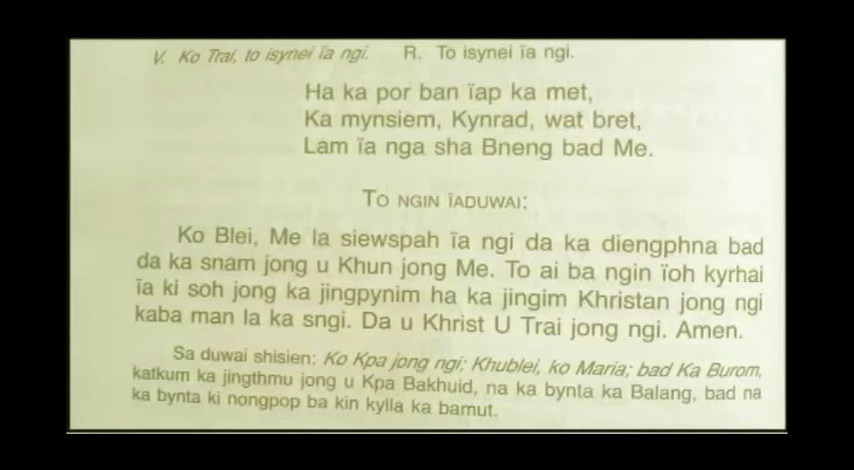 V. Ko Trai, to isynei ïa ngi. R. To isynei ïa ngi.
Ha ka por ban ïap ka met,
Ka mynsiem, Kynrad, wat bret,
Lam ïa nga sha Bneng bad Me.
To NGIN ÏADUWAI:
Ko Blei, Me la siewspah ïa ngi da ka diengphna bad
da ka snam jong u Khun jong Me. To ai ba ngin ïoh kyrhai
ïa ki soh jong ka jingpynim ha ka jingim Khristan jong ngi
kaba man la ka sngi. Da u Khrist U Trai jong ngi. Amen.
Sa duwai shisien: Ko Kpa jong ngi; Khublei, ko Maria; bad Ka Burom,
katkum ka jingthmu jong u Kpa Bakhuid, na ka bynta ka Balang, bad na
ka bynta ki nongpop ba kin kylla ka bamut.